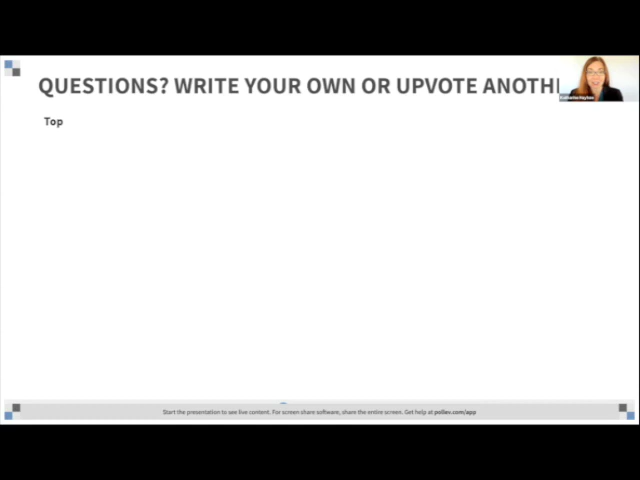 QUESTIONS? WRITE YOUR OWN OR UPVOTE ANOTH
Top
Start the presentation to see live content. For screen share software, share the entire screen. Get help at pollev.com/app